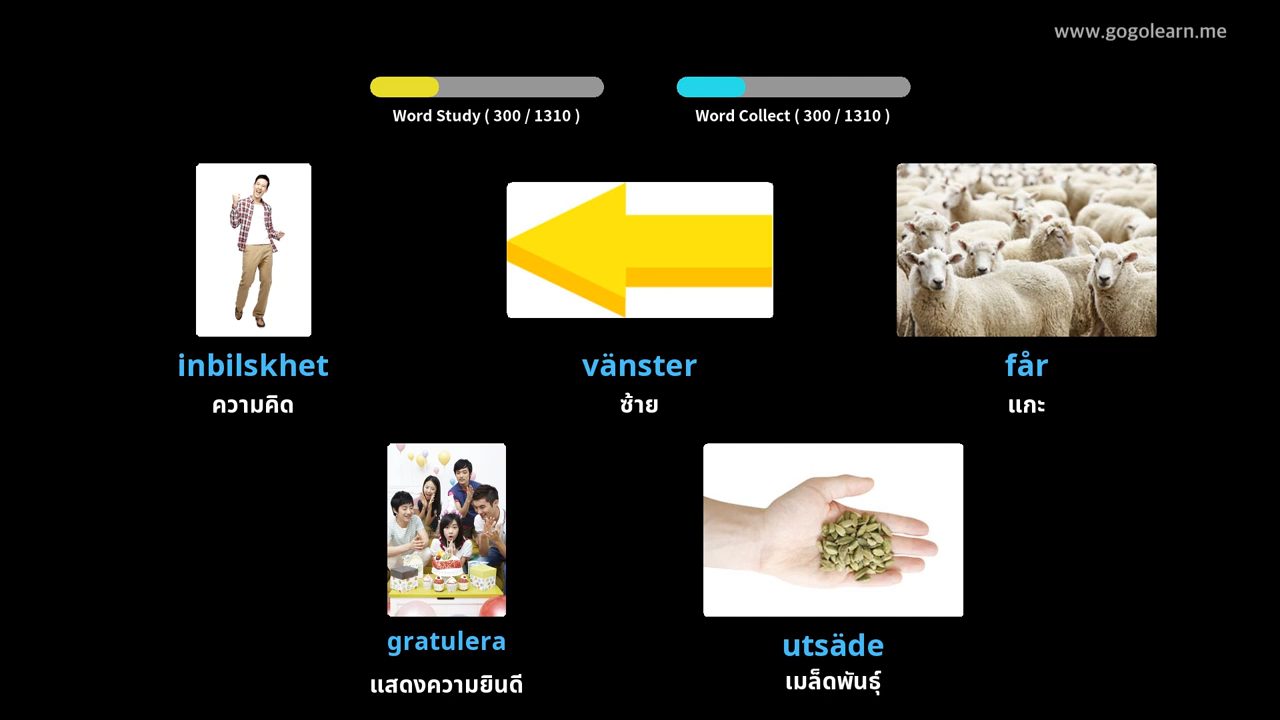 www.gogolearn.me
Word Study ( 300 / 1310 )
Word Collect ( 300 / 1310 )
inbilskhet
ความคิด
vänster
ซ้าย
får
แกะ
gratulera
แสดงความยินดี
utsäde
เมล็ดพันธุ์